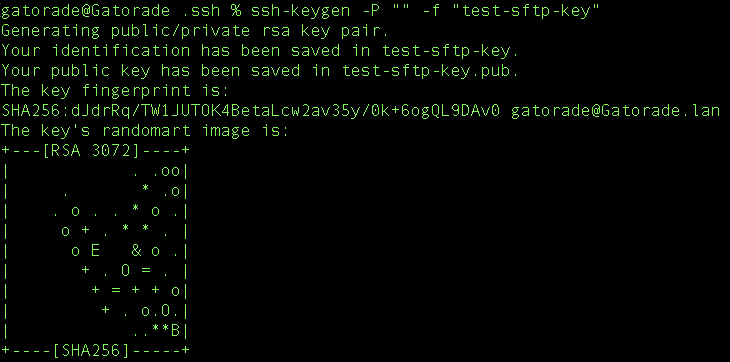 gatorade@Gatorade .ssh % ssh-keygen -P "" -f "test-sftp-key"
Generating public/private rsa key pair.
Your identification has been saved in test-sftp-key.
Your public key has been saved in test-sftp-key.pub.
The key fingerprint is:
SHA256:dJdrRq/TW1JUTOK4BetaLcw2av35y/0k+6ogQL9DAv0 gatorade@Gatorade.lan
The key's randomart image is:
+---[RSA 3072]----+
|            . .oo|
|     .       * .o|
|    . o . . * o .|
|     o + . * * . |
|      o E   & o .|
|       + . O = . |
|        + = + + o|
|         + . o.O.|
|            ..**B|
+----[SHA256]-----+